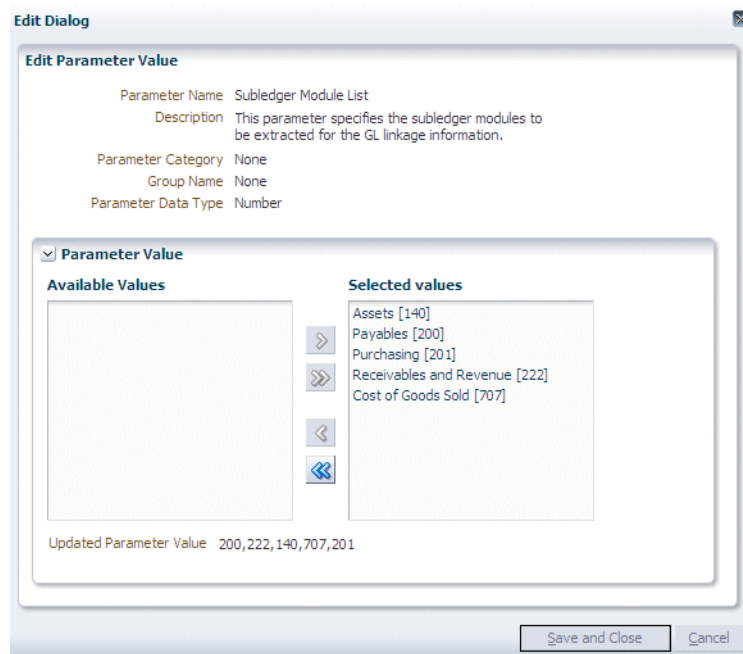 Edit Dialog
Edit Parameter Value
Parameter Name Subledger Module List
Description This parameter specifies the subledger modules to
be extracted for the GL linkage information.
Parameter Category None
Group Name None
Parameter Data Type Number
Parameter Value
Available Values
Selected values
Assets [140]
Payables [200]
Purchasing [201]
Receivables and Revenue [222]
Cost of Goods Sold [707]
Updated Parameter Value 200,222,140,707,201
Save and Close
Cancel